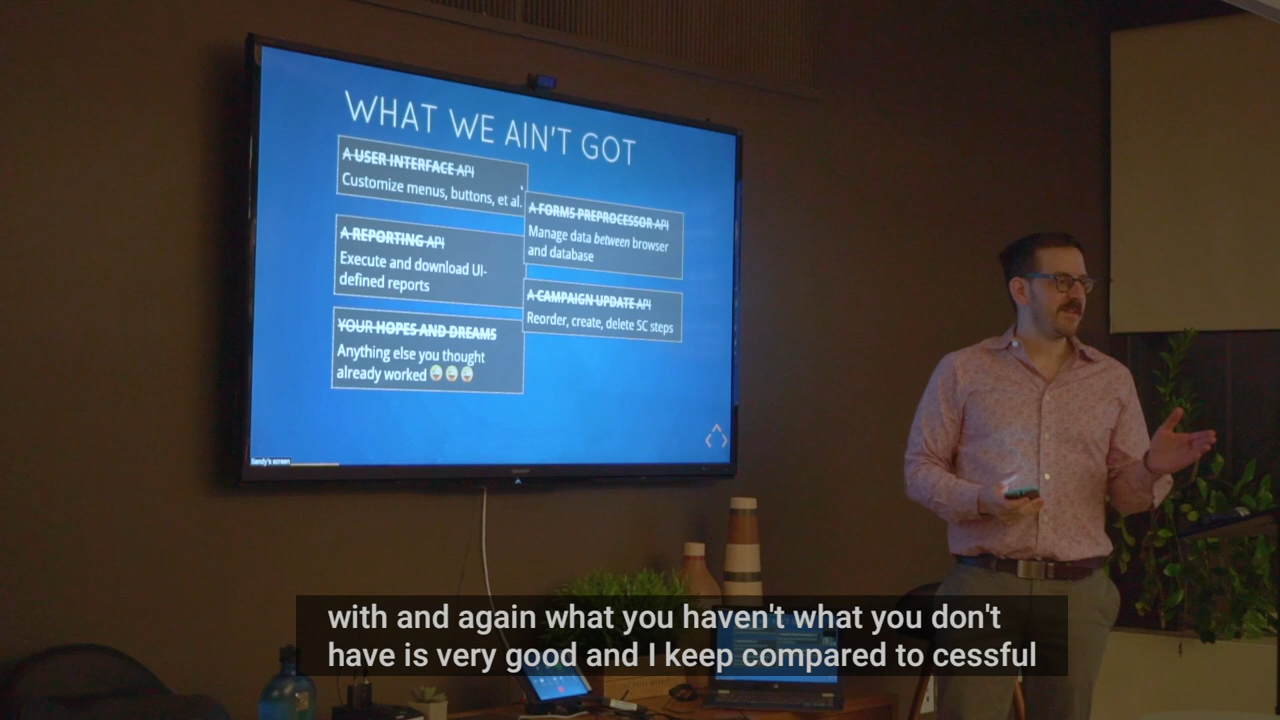 WHAT WE AIN'T GOT
A USER INTERFACE API
Customize menus, buttons, et al.
A REPORTING API
Execute and download UI-
defined reports
YOUR HOPES AND DREAMS
Anything else you thought
already worked 😜😜😜
A FORMS PREPROCESSOR API
Manage data between browser
and database
A CAMPAIGN UPDATE API
Reorder, create, delete SC steps
Sandy's screen
with and again what you haven't what you don't
have is very good and I keep compared to cessful